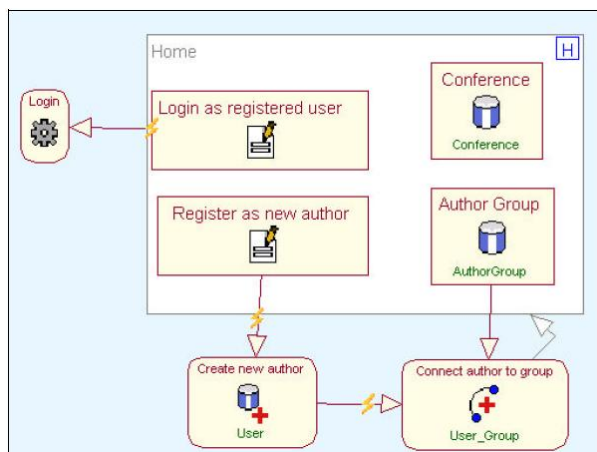 Home
H
Login
Login as registered user
Conference
Conference
Register as new author
Author Group
AuthorGroup
Create new author
User
Connect author to group
User_Group